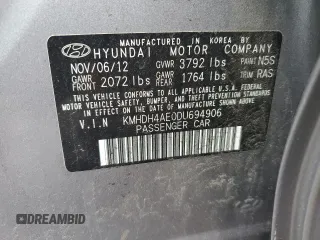 MANUFACTURED IN KOREA BY
HYUNDAI MOTOR COMPANY
NOV/06/12 GVWR 3792 lbs PAINT N5S
GAWR FRONT 2072 lbs GAWR REAR 1764 lbs TRIM RAS
THIS VEHICLE CONFORMS TO ALL APPLICABLE FEDERAL
MOTOR VEHICLE SAFETY, BUMPER, AND THEFT PREVENTION
STANDARDS IN EFFECT ON THE DATE OF
MANUFACTURE SHOWN ABOVE.
V.I.N KMHDH4AE0DU694906
PASSENGER CAR
DREAMBID